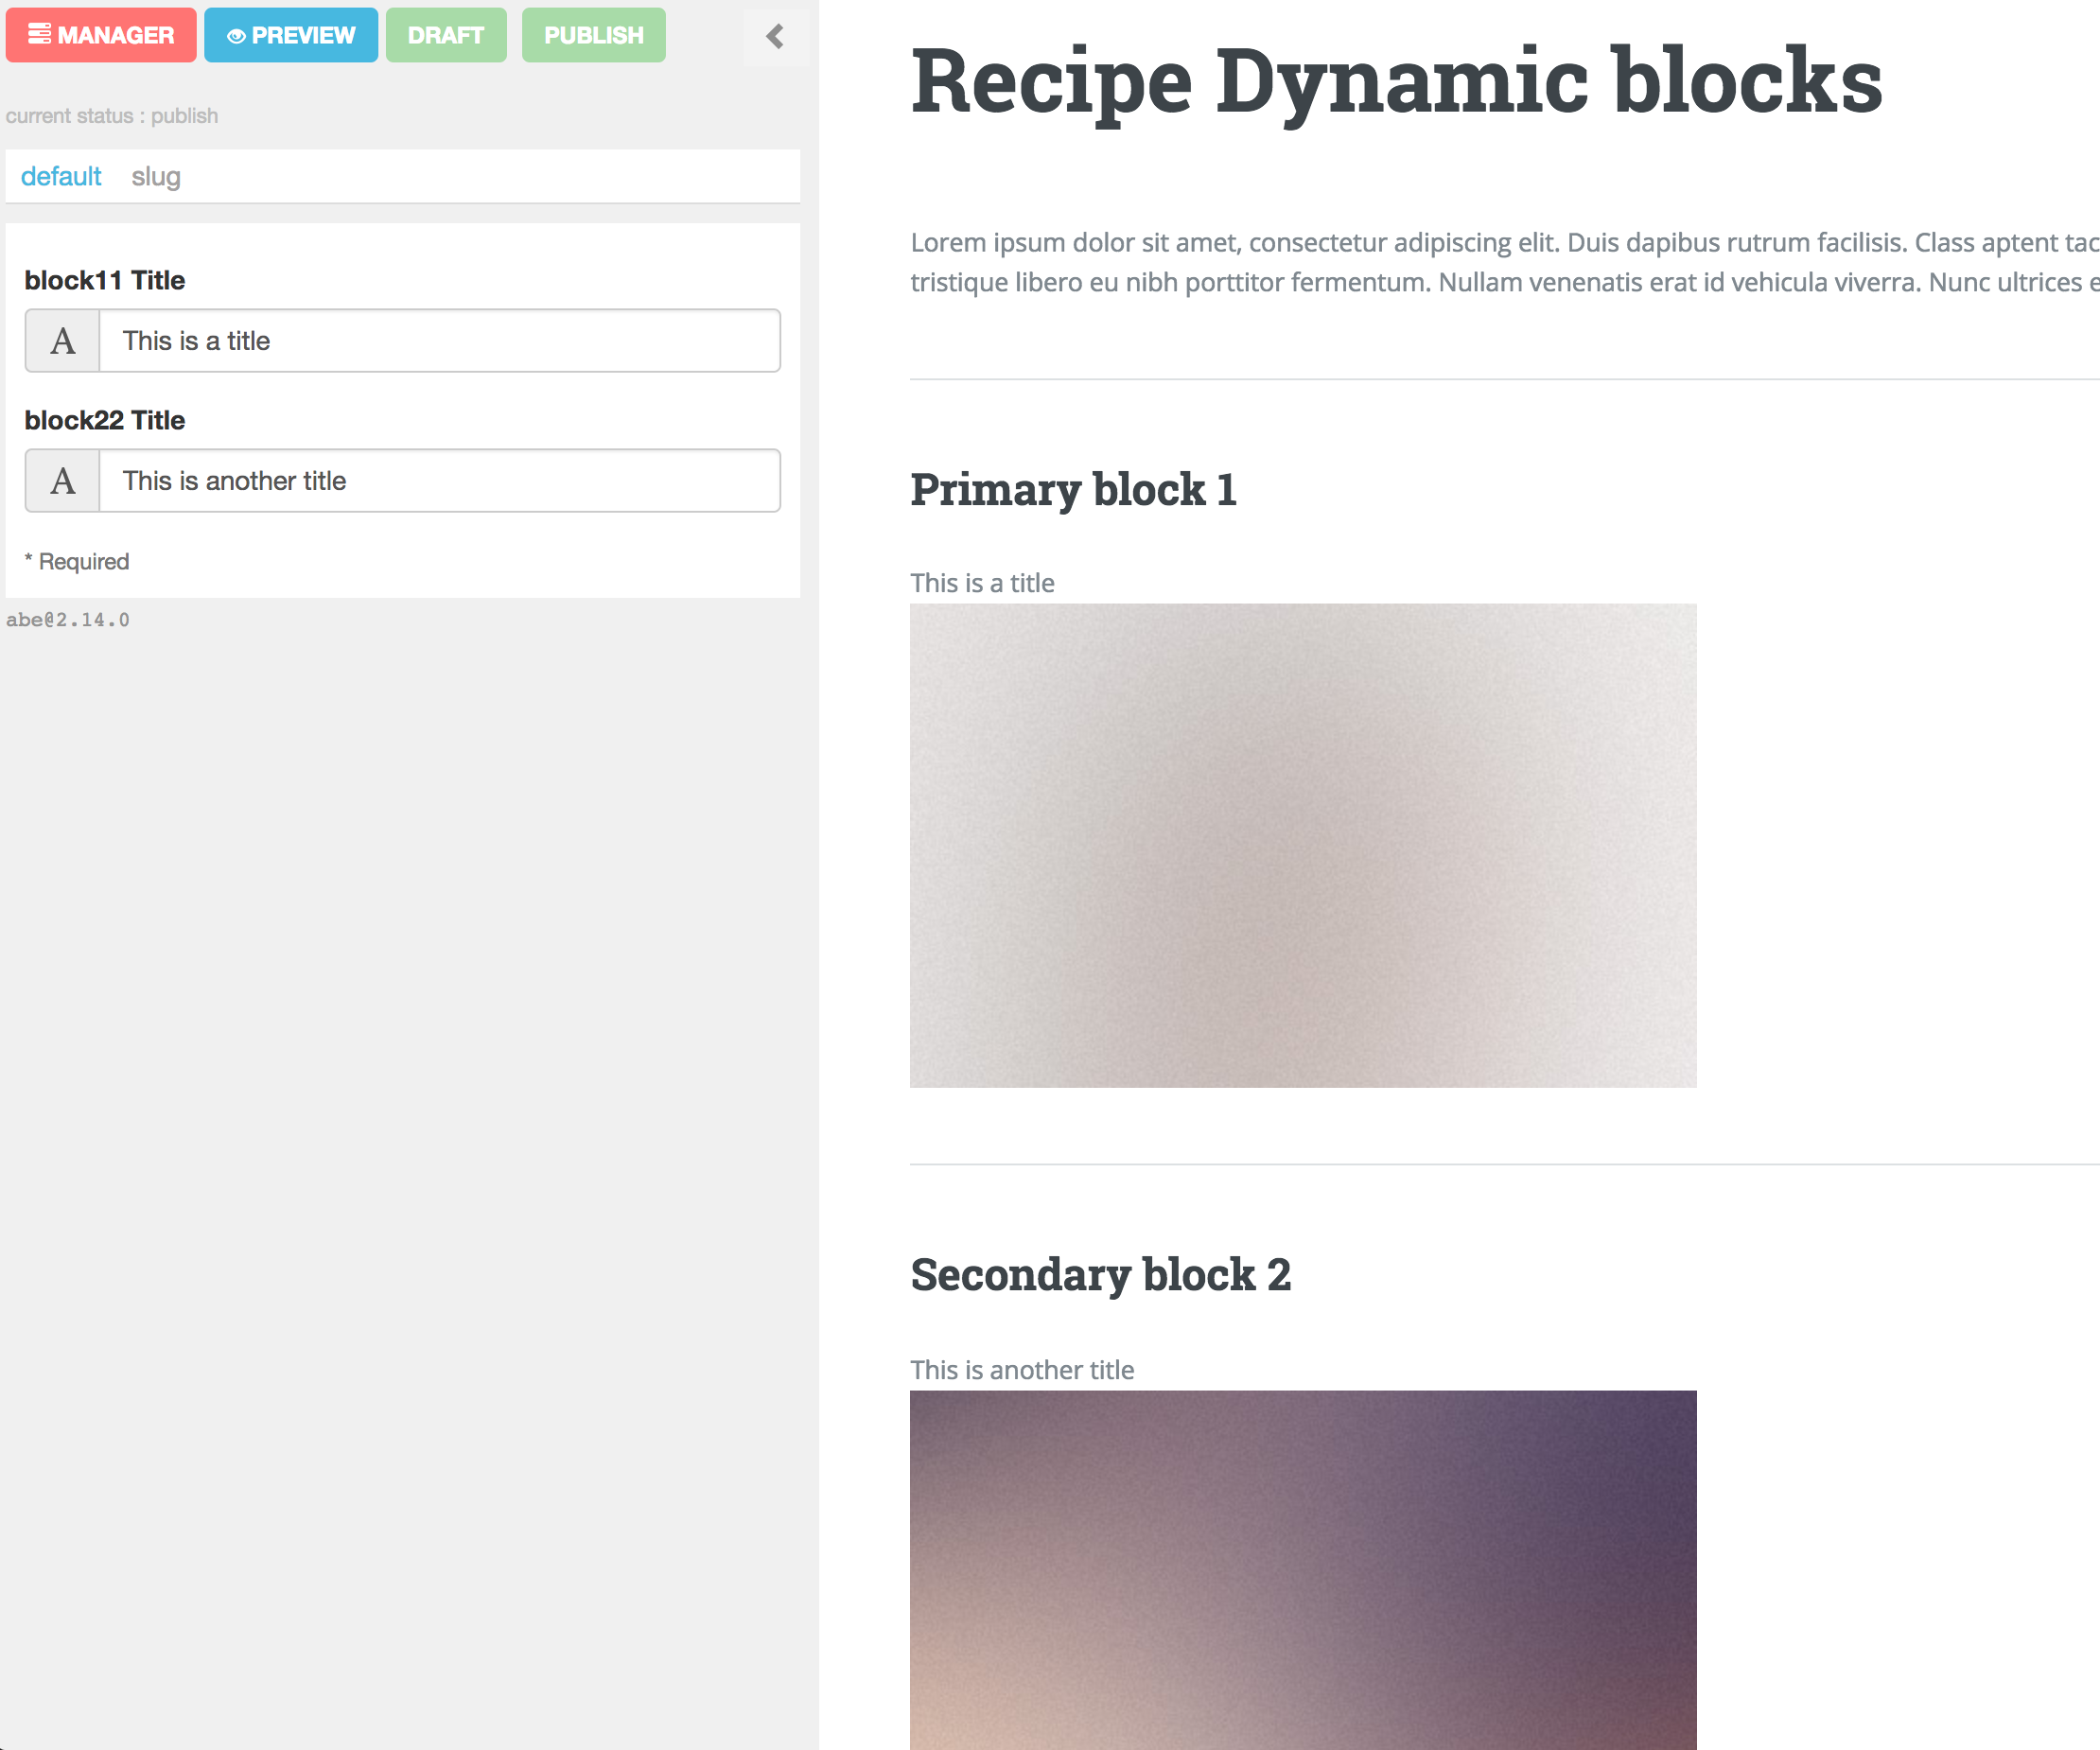 MANAGER PREVIEW DRAFT PUBLISH
current status : publish
default slug
block11 Title
A This is a title
block22 Title
A This is another title
* Required
abe@2.14.0
Recipe Dynamic blocks
Lorem ipsum dolor sit amet, consectetur adipiscing elit. Duis dapibus rutrum facilisis. Class aptent tac
tristique libero eu nibh porttitor fermentum. Nullam venenatis erat id vehicula viverra. Nunc ultrices e
Primary block 1
This is a title
Secondary block 2
This is another title